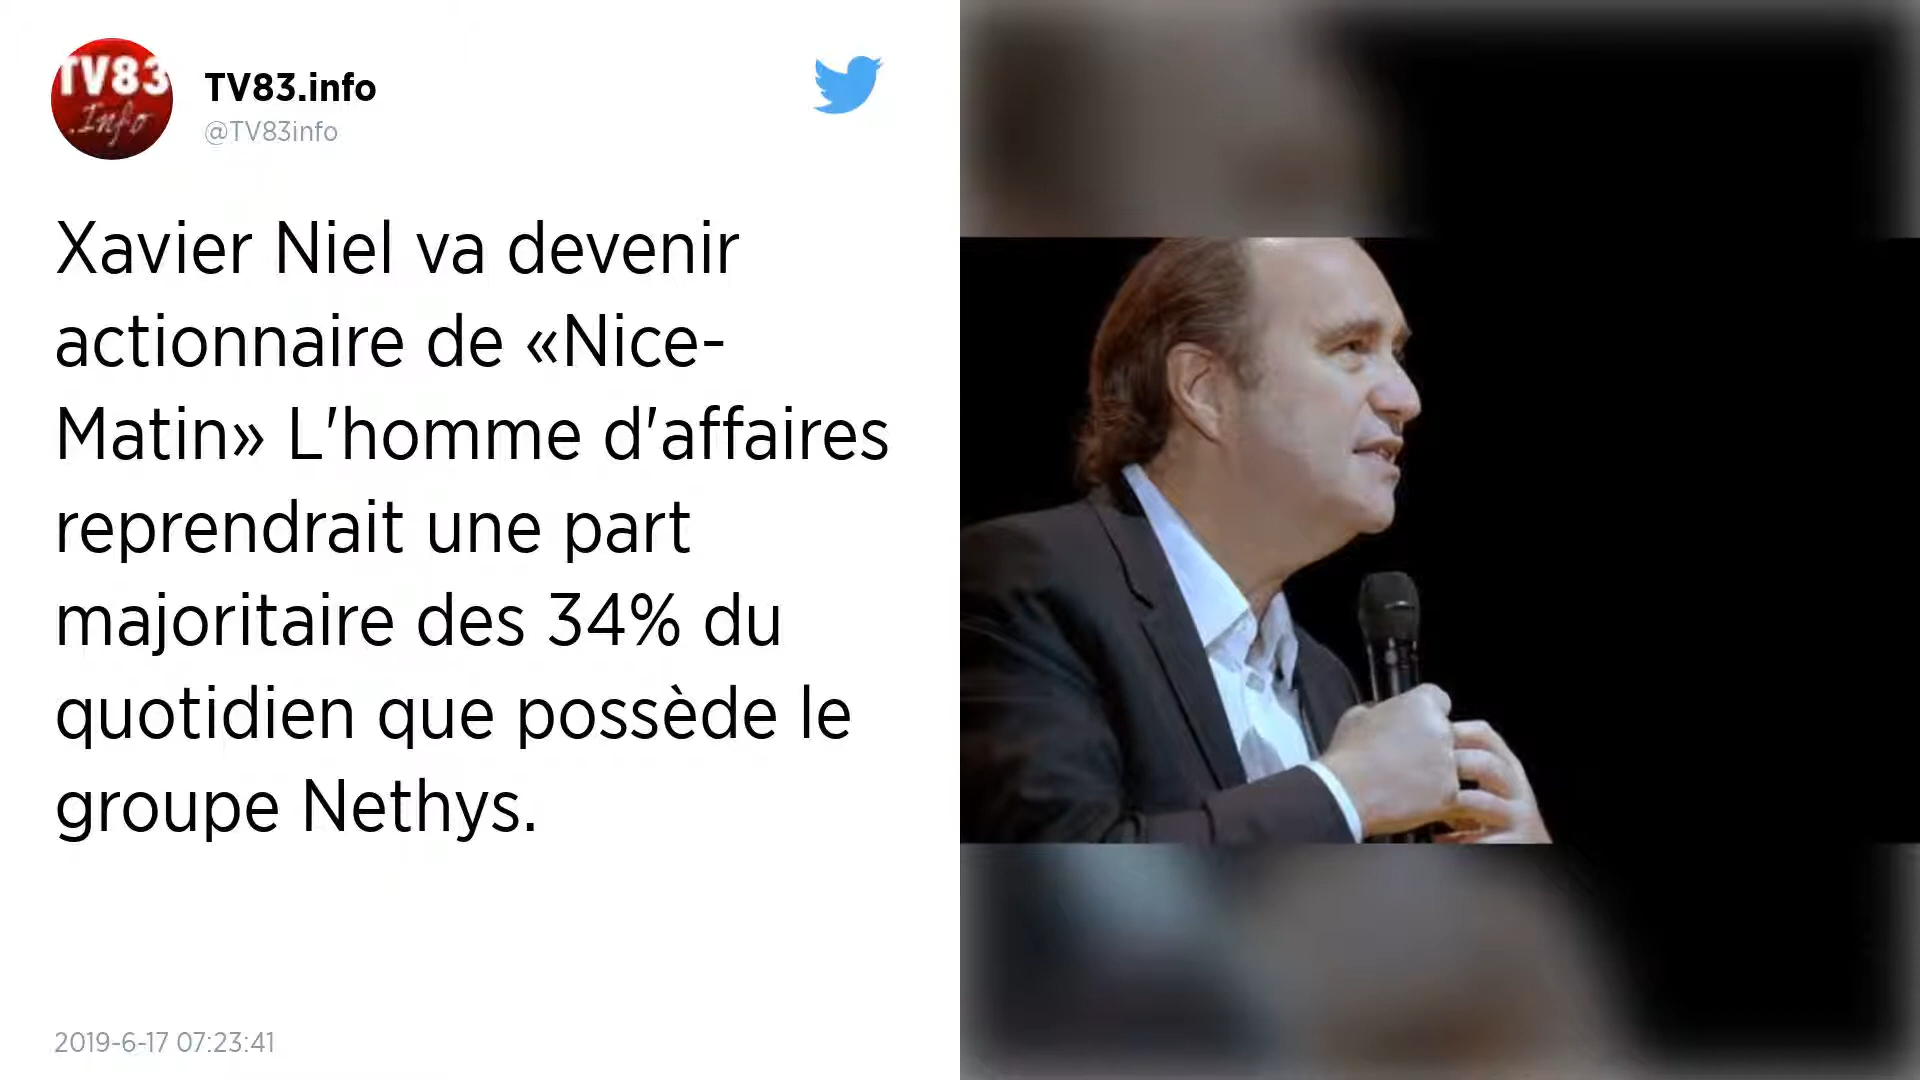 TV83
.Info
TV83.info
@TV83info
Xavier Niel va devenir
actionnaire de «Nice-
Matin» L'homme d'affaires
reprendrait une part
majoritaire des 34% du
quotidien que possède le
groupe Nethys.
2019-6-17 07:23:41